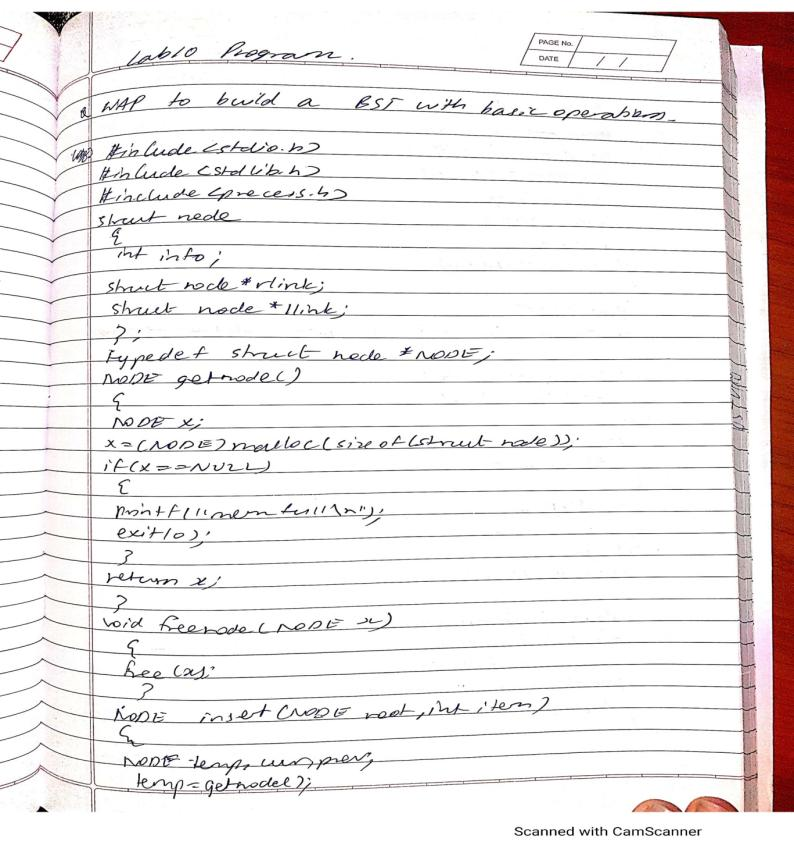 Lab10 Program.
PAGE No.
DATE / /
Q WAP to build a BST with basic operations.
#include <stdio.h>
#include <stdlib.h>
#include <process.h>
struct node
{
int info;
struct node *rlink;
struct node *llink;
};
typedef struct node *NODE;
NODE getnode()
{
NODE x;
x=(NODE)malloc(sizeof(struct node));
if(x==NULL)
{
printf("mem full\n");
exit(0);
}
return x;
}
void freenode(NODE x)
{
free(x);
}
NODE insert(NODE root,int item)
{
NODE temp,cur,prev;
temp=getnode();
Scanned with CamScanner